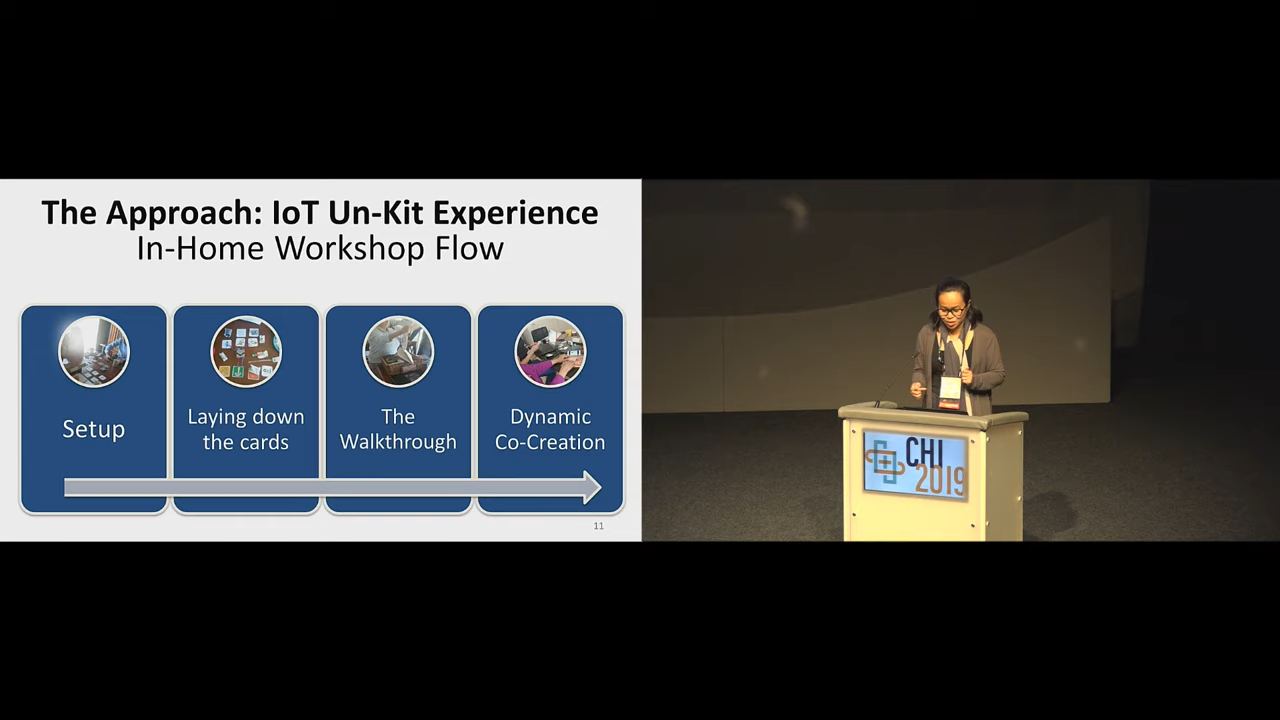 The Approach: IoT Un-Kit Experience
In-Home Workshop Flow
Setup
Laying down
the cards
The
Walkthrough
Dynamic
Co-Creation
11
CHI
2019